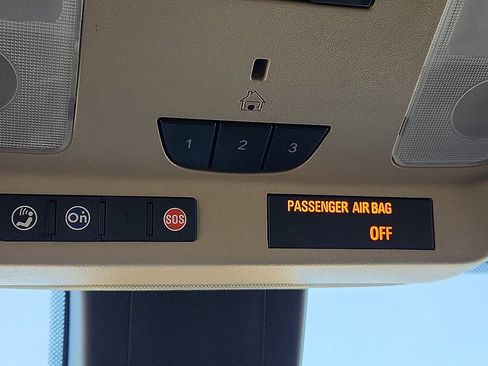 1 2 3
On SOS
PASSENGER AIR BAG
OFF